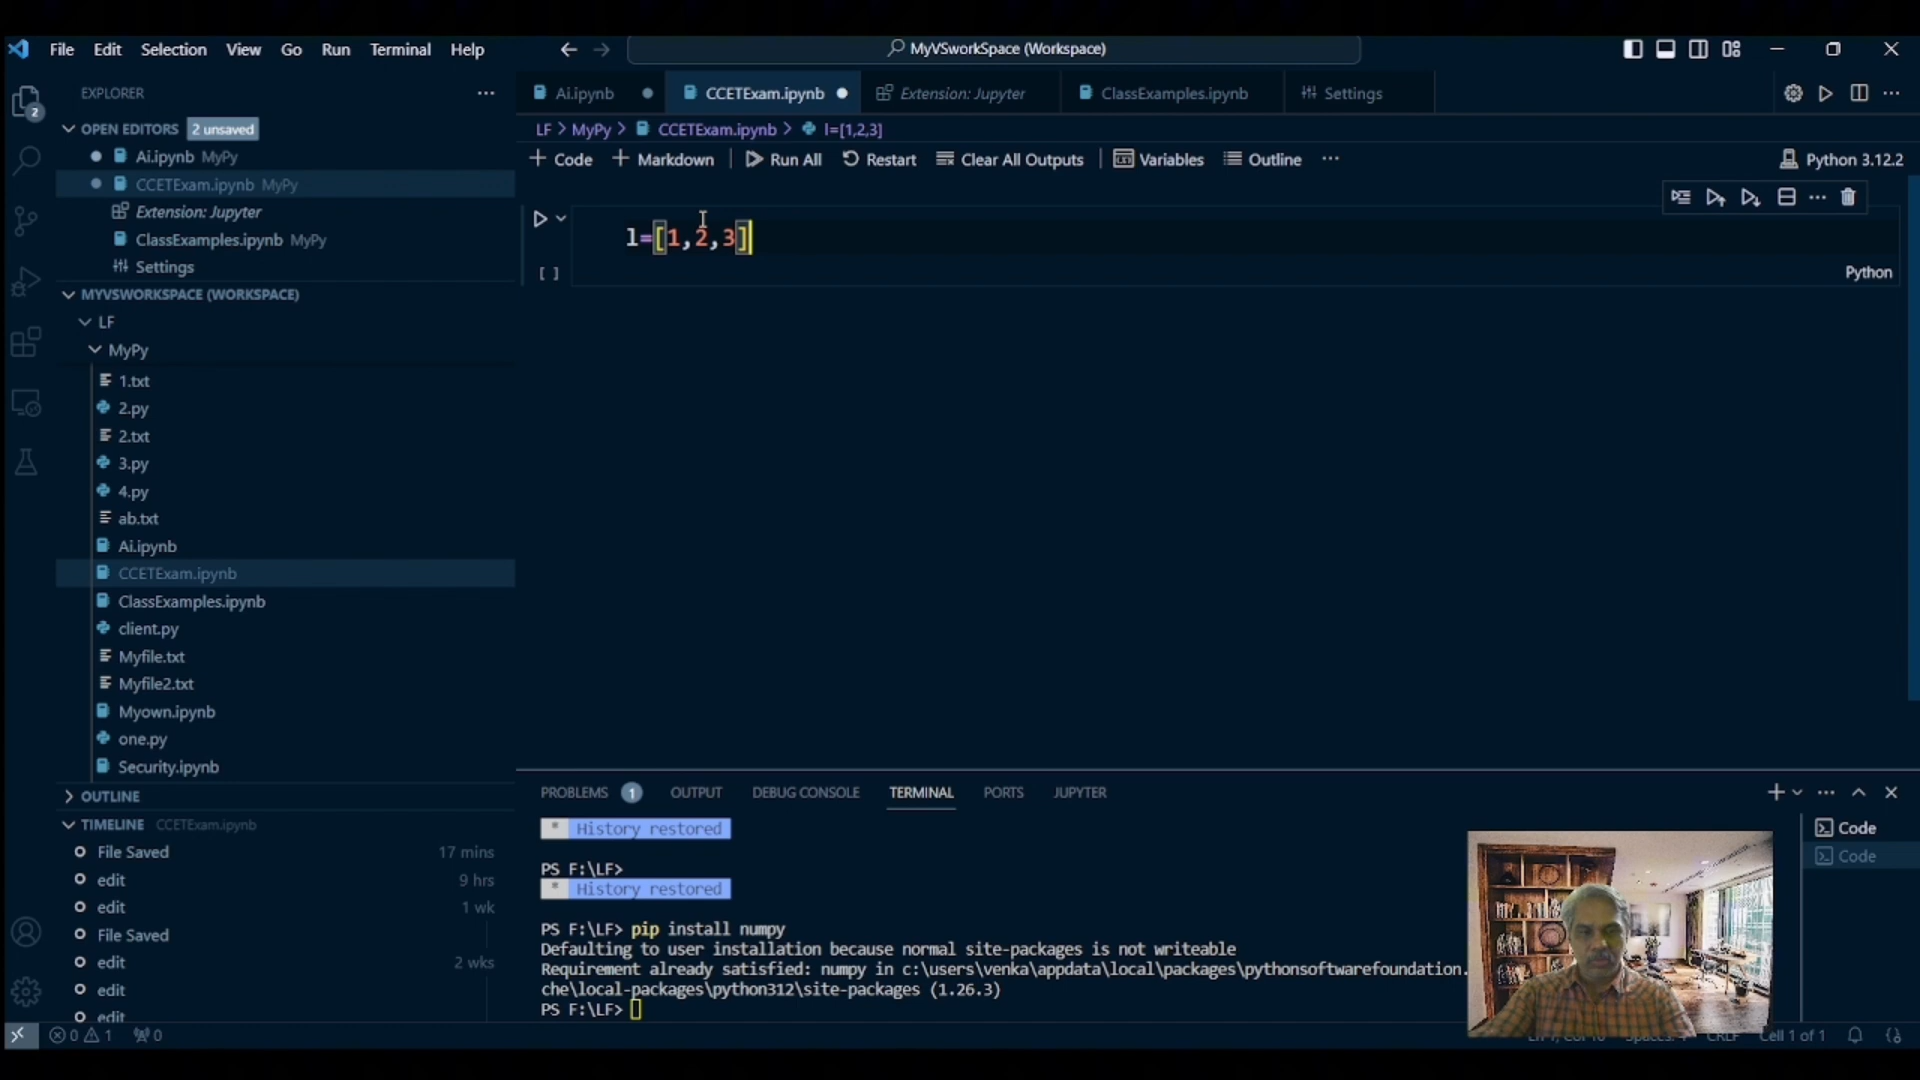 File Edit Selection View Go Run Terminal Help
MyVSworkSpace (Workspace)
EXPLORER
Ai.ipynb
CCETExam.ipynb
Extension: Jupyter
ClassExamples.ipynb
Settings
OPEN EDITORS 2 unsaved
Ai.ipynb MyPy
CCETExam.ipynb MyPy
Extension: Jupyter
ClassExamples.ipynb MyPy
Settings
MYVSWORKSPACE (WORKSPACE)
LF
MyPy
1.txt
2.py
2.txt
3.py
4.py
ab.txt
Ai.ipynb
CCETExam.ipynb
ClassExamples.ipynb
client.py
Myfile.txt
Myfile2.txt
Myown.ipynb
one.py
Security.ipynb
OUTLINE
TIMELINE CCETExam.ipynb
File Saved 17 mins
edit 9 hrs
edit 1 wk
File Saved
edit 2 wks
edit
edit
LF > MyPy > CCETExam.ipynb > l=[1,2,3]
+ Code + Markdown Run All Restart Clear All Outputs Variables Outline ...
Python 3.12.2
l=[1,2,3]
[ ]
Python
PROBLEMS 1 OUTPUT DEBUG CONSOLE TERMINAL PORTS JUPYTER
* History restored
PS F:\LF>
* History restored
PS F:\LF> pip install numpy
Defaulting to user installation because normal site-packages is not writeable
Requirement already satisfied: numpy in c:\users\venka\appdata\local\packages\pythonsoftwarefoundation.
che\local-packages\python312\site-packages (1.26.3)
PS F:\LF>
Code
Code
2
0 1 0
CRLF Cell 1 of 1